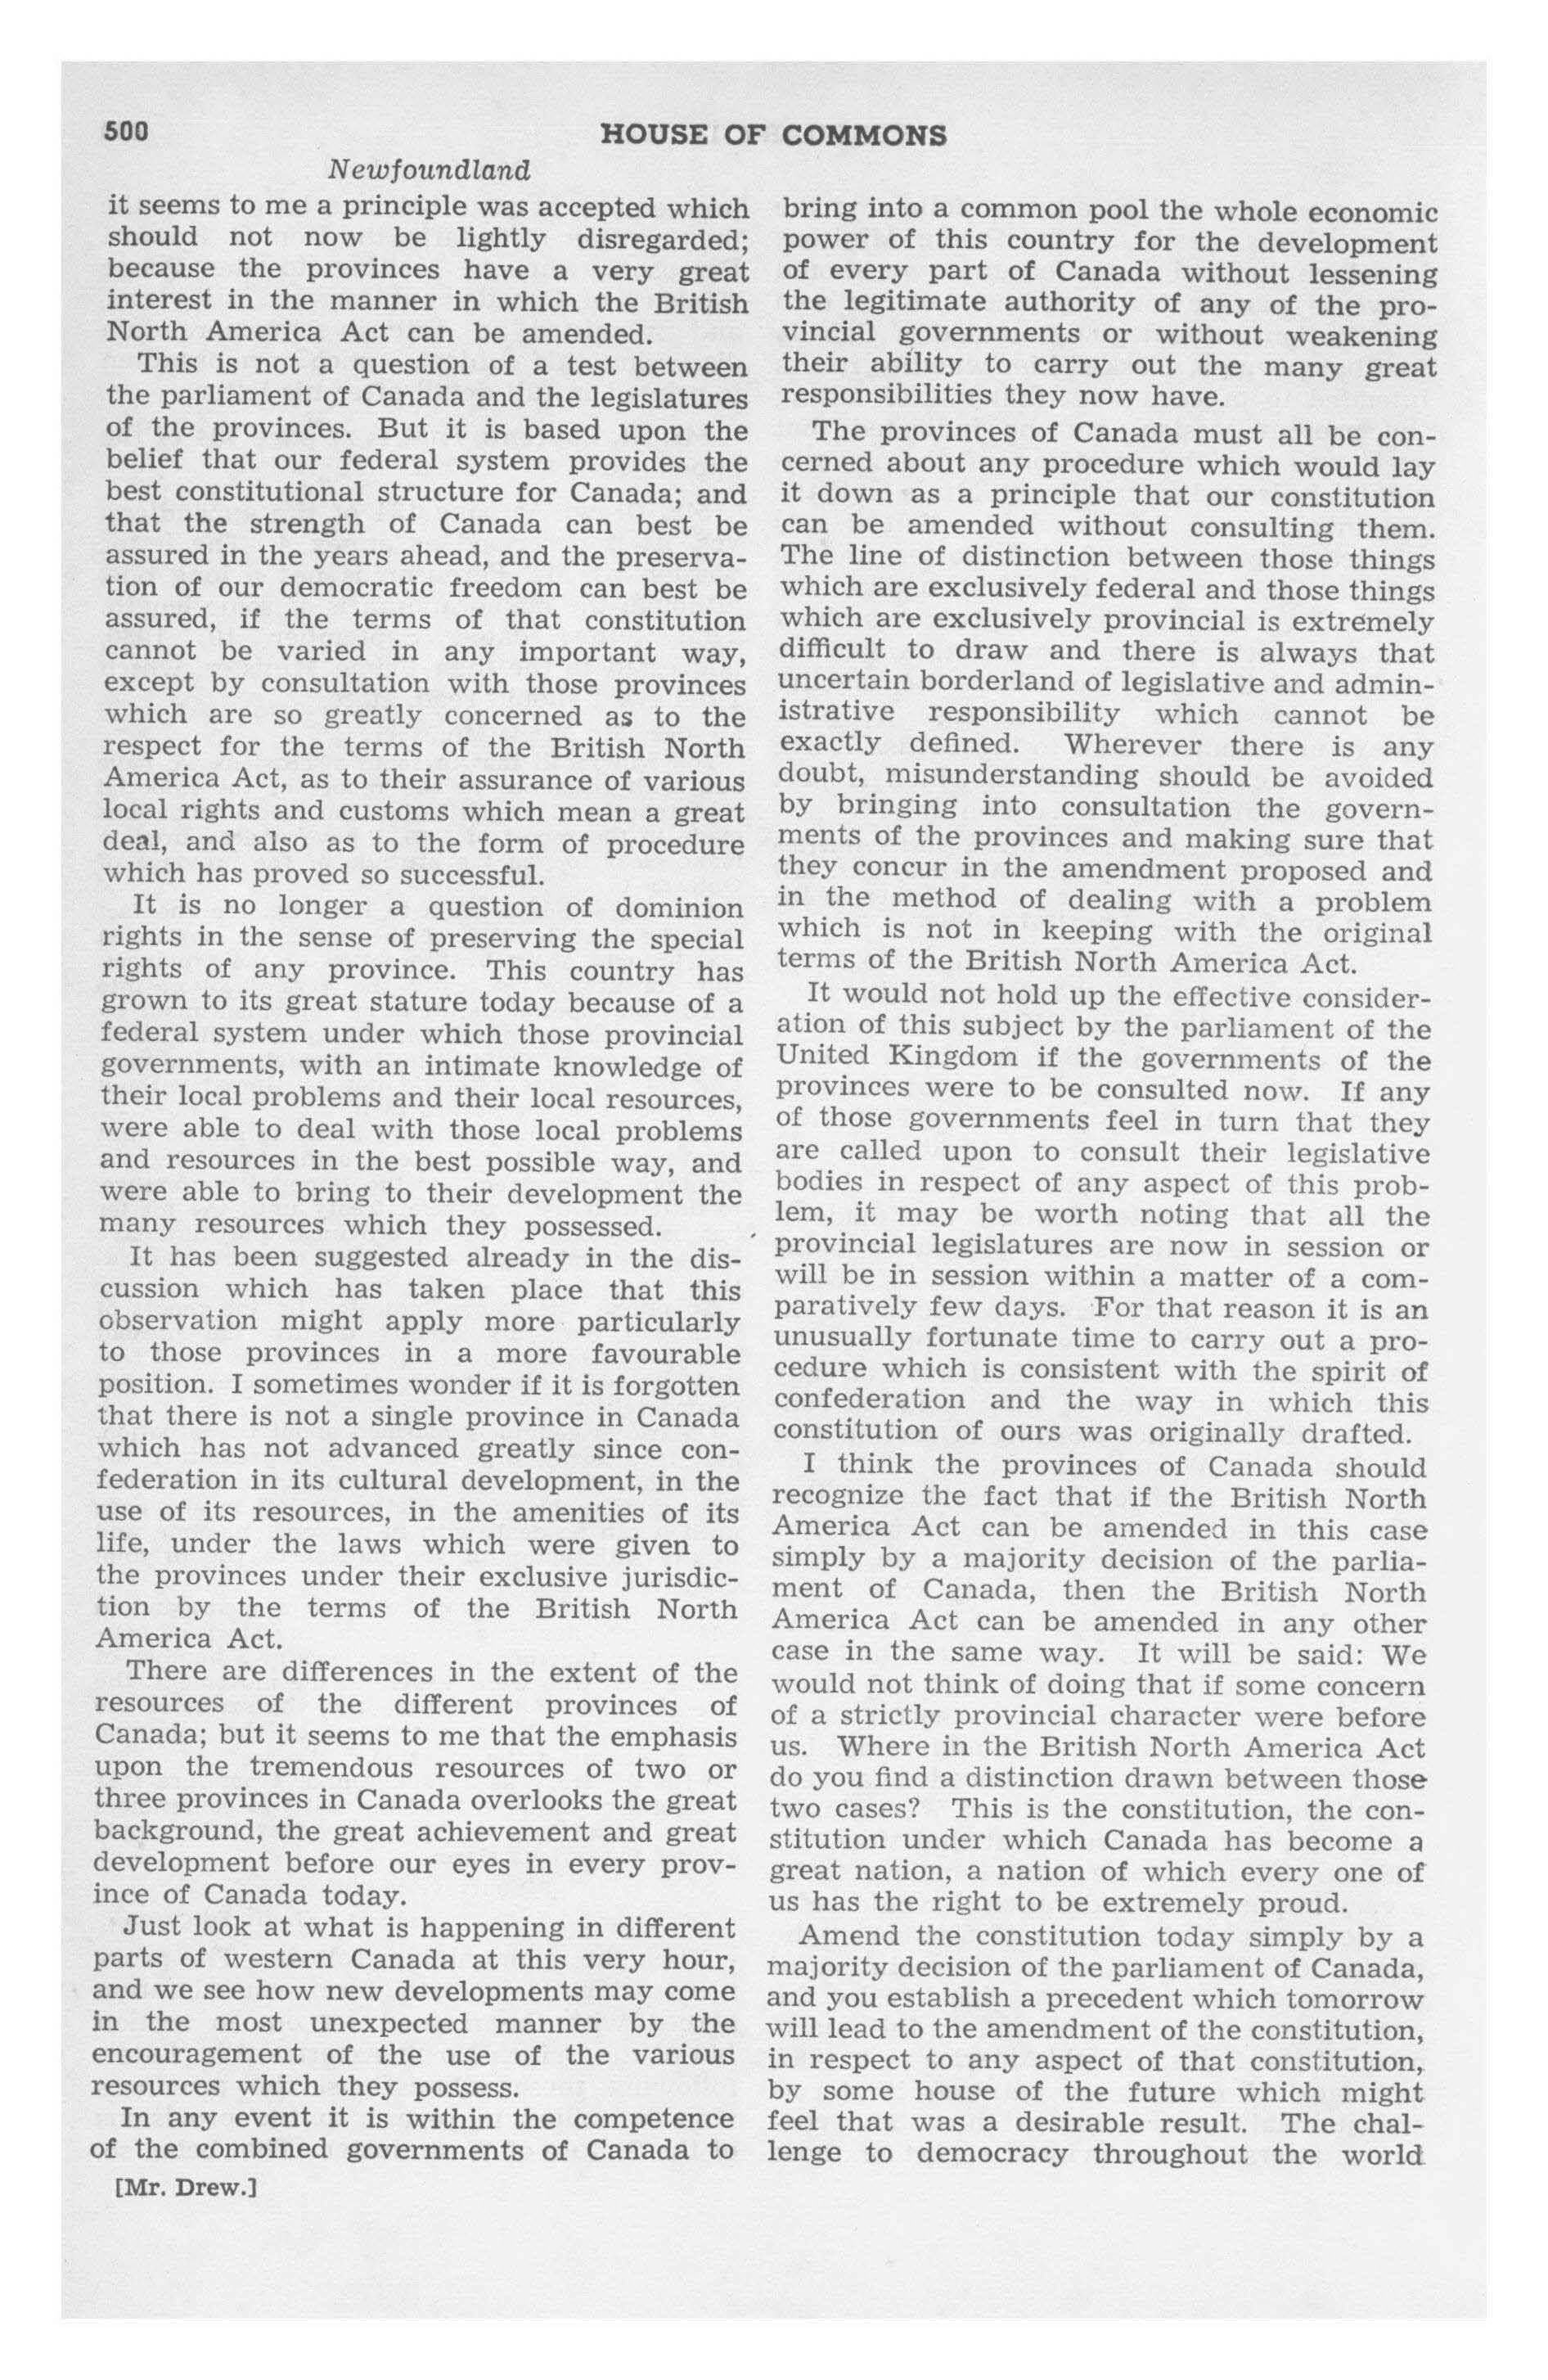 500
HOUSE OF COMMONS
Newfoundland
it seems to me a principle was accepted which
should not now be lightly disregarded;
because the provinces have a very great
interest in the manner in which the British
North America Act can be amended.
This is not a question of a test between
the parliament of Canada and the legislatures
of the provinces. But it is based upon the
belief that our federal system provides the
best constitutional structure for Canada; and
that the strength of Canada can best be
assured in the years ahead, and the preserva-
tion of our democratic freedom can best be
assured, if the terms of that constitution
cannot be varied in any important way,
except by consultation with those provinces
which are so greatly concerned as to the
respect for the terms of the British North
America Act, as to their assurance of various
local rights and customs which mean a great
deal, and also as to the form of procedure
which has proved so successful.
It is no longer a question of dominion
rights in the sense of preserving the special
rights of any province. This country has
grown to its great stature today because of a
federal system under which those provincial
governments, with an intimate knowledge of
their local problems and their local resources,
were able to deal with those local problems
and resources in the best possible way, and
were able to bring to their development the
many resources which they possessed.
It has been suggested already in the dis-
cussion which has taken place that this
observation might apply more particularly
to those provinces in a more favourable
position. I sometimes wonder if it is forgotten
that there is not a single province in Canada
which has not advanced greatly since con-
federation in its cultural development, in the
use of its resources, in the amenities of its
life, under the laws which were given to
the provinces under their exclusive jurisdic-
tion by the terms of the British North
America Act.
There are differences in the extent of the
resources of the different provinces of
Canada; but it seems to me that the emphasis
upon the tremendous resources of two or
three provinces in Canada overlooks the great
background, the great achievement and great
development before our eyes in every prov-
ince of Canada today.
Just look at what is happening in different
parts of western Canada at this very hour,
and we see how new developments may come
in the most unexpected manner by the
encouragement of the use of the various
resources which they possess.
In any event it is within the competence
of the combined governments of Canada to
[Mr. Drew.]
bring into a common pool the whole economic
power of this country for the development
of every part of Canada without lessening
the legitimate authority of any of the pro-
vincial governments or without weakening
their ability to carry out the many great
responsibilities they now have.
The provinces of Canada must all be con-
cerned about any procedure which would lay
it down as a principle that our constitution
can be amended without consulting them.
The line of distinction between those things
which are exclusively federal and those things
which are exclusively provincial is extremely
difficult to draw and there is always that
uncertain borderland of legislative and admin-
istrative responsibility which cannot be
exactly defined. Wherever there is any
doubt, misunderstanding should be avoided
by bringing into consultation the govern-
ments of the provinces and making sure that
they concur in the amendment proposed and
in the method of dealing with a problem
which is not in keeping with the original
terms of the British North America Act.
It would not hold up the effective consider-
ation of this subject by the parliament of the
United Kingdom if the governments of the
provinces were to be consulted now. If any
of those governments feel in turn that they
are called upon to consult their legislative
bodies in respect of any aspect of this prob-
lem, it may be worth noting that all the
provincial legislatures are now in session or
will be in session within a matter of a com-
paratively few days. For that reason it is an
unusually fortunate time to carry out a pro-
cedure which is consistent with the spirit of
confederation and the way in which this
constitution of ours was originally drafted.
I think the provinces of Canada should
recognize the fact that if the British North
America Act can be amended in this case
simply by a majority decision of the parlia-
ment of Canada, then the British North
America Act can be amended in any other
case in the same way. It will be said: We
would not think of doing that if some concern
of a strictly provincial character were before
us. Where in the British North America Act
do you find a distinction drawn between those
two cases? This is the constitution, the con-
stitution under which Canada has become a
great nation, a nation of which every one of
us has the right to be extremely proud.
Amend the constitution today simply by a
majority decision of the parliament of Canada,
and you establish a precedent which tomorrow
will lead to the amendment of the constitution,
in respect to any aspect of that constitution,
by some house of the future which might
feel that was a desirable result. The chal-
lenge to democracy throughout the world